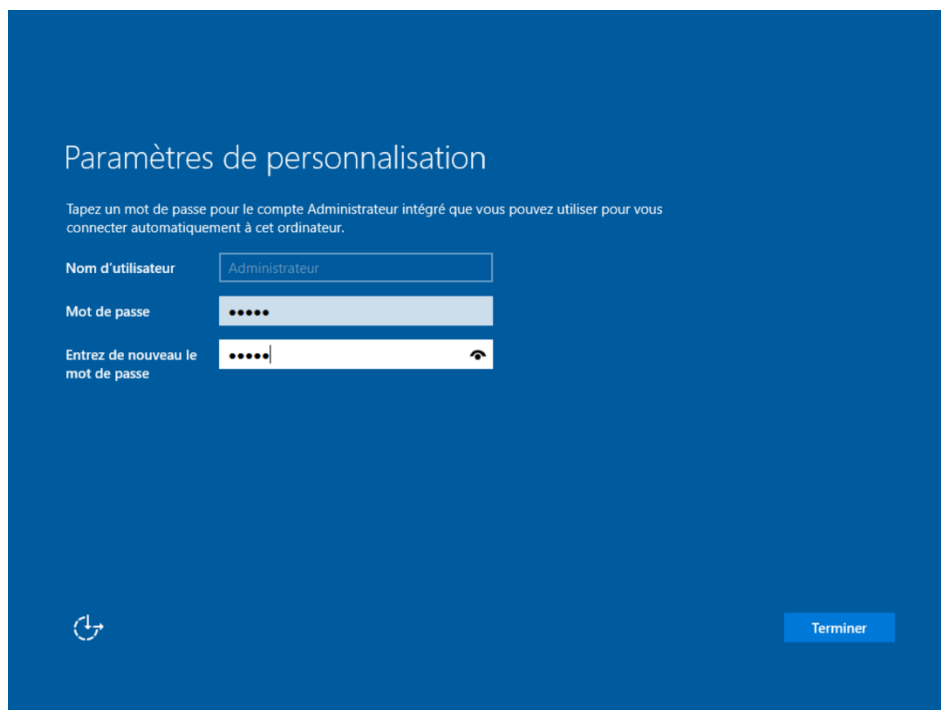 Paramètres de personnalisation
Tapez un mot de passe pour le compte Administrateur intégré que vous pouvez utiliser pour vous
connecter automatiquement à cet ordinateur.
Nom d'utilisateur
Administrateur
Mot de passe
•••••
Entrez de nouveau le
mot de passe
•••••
Terminer